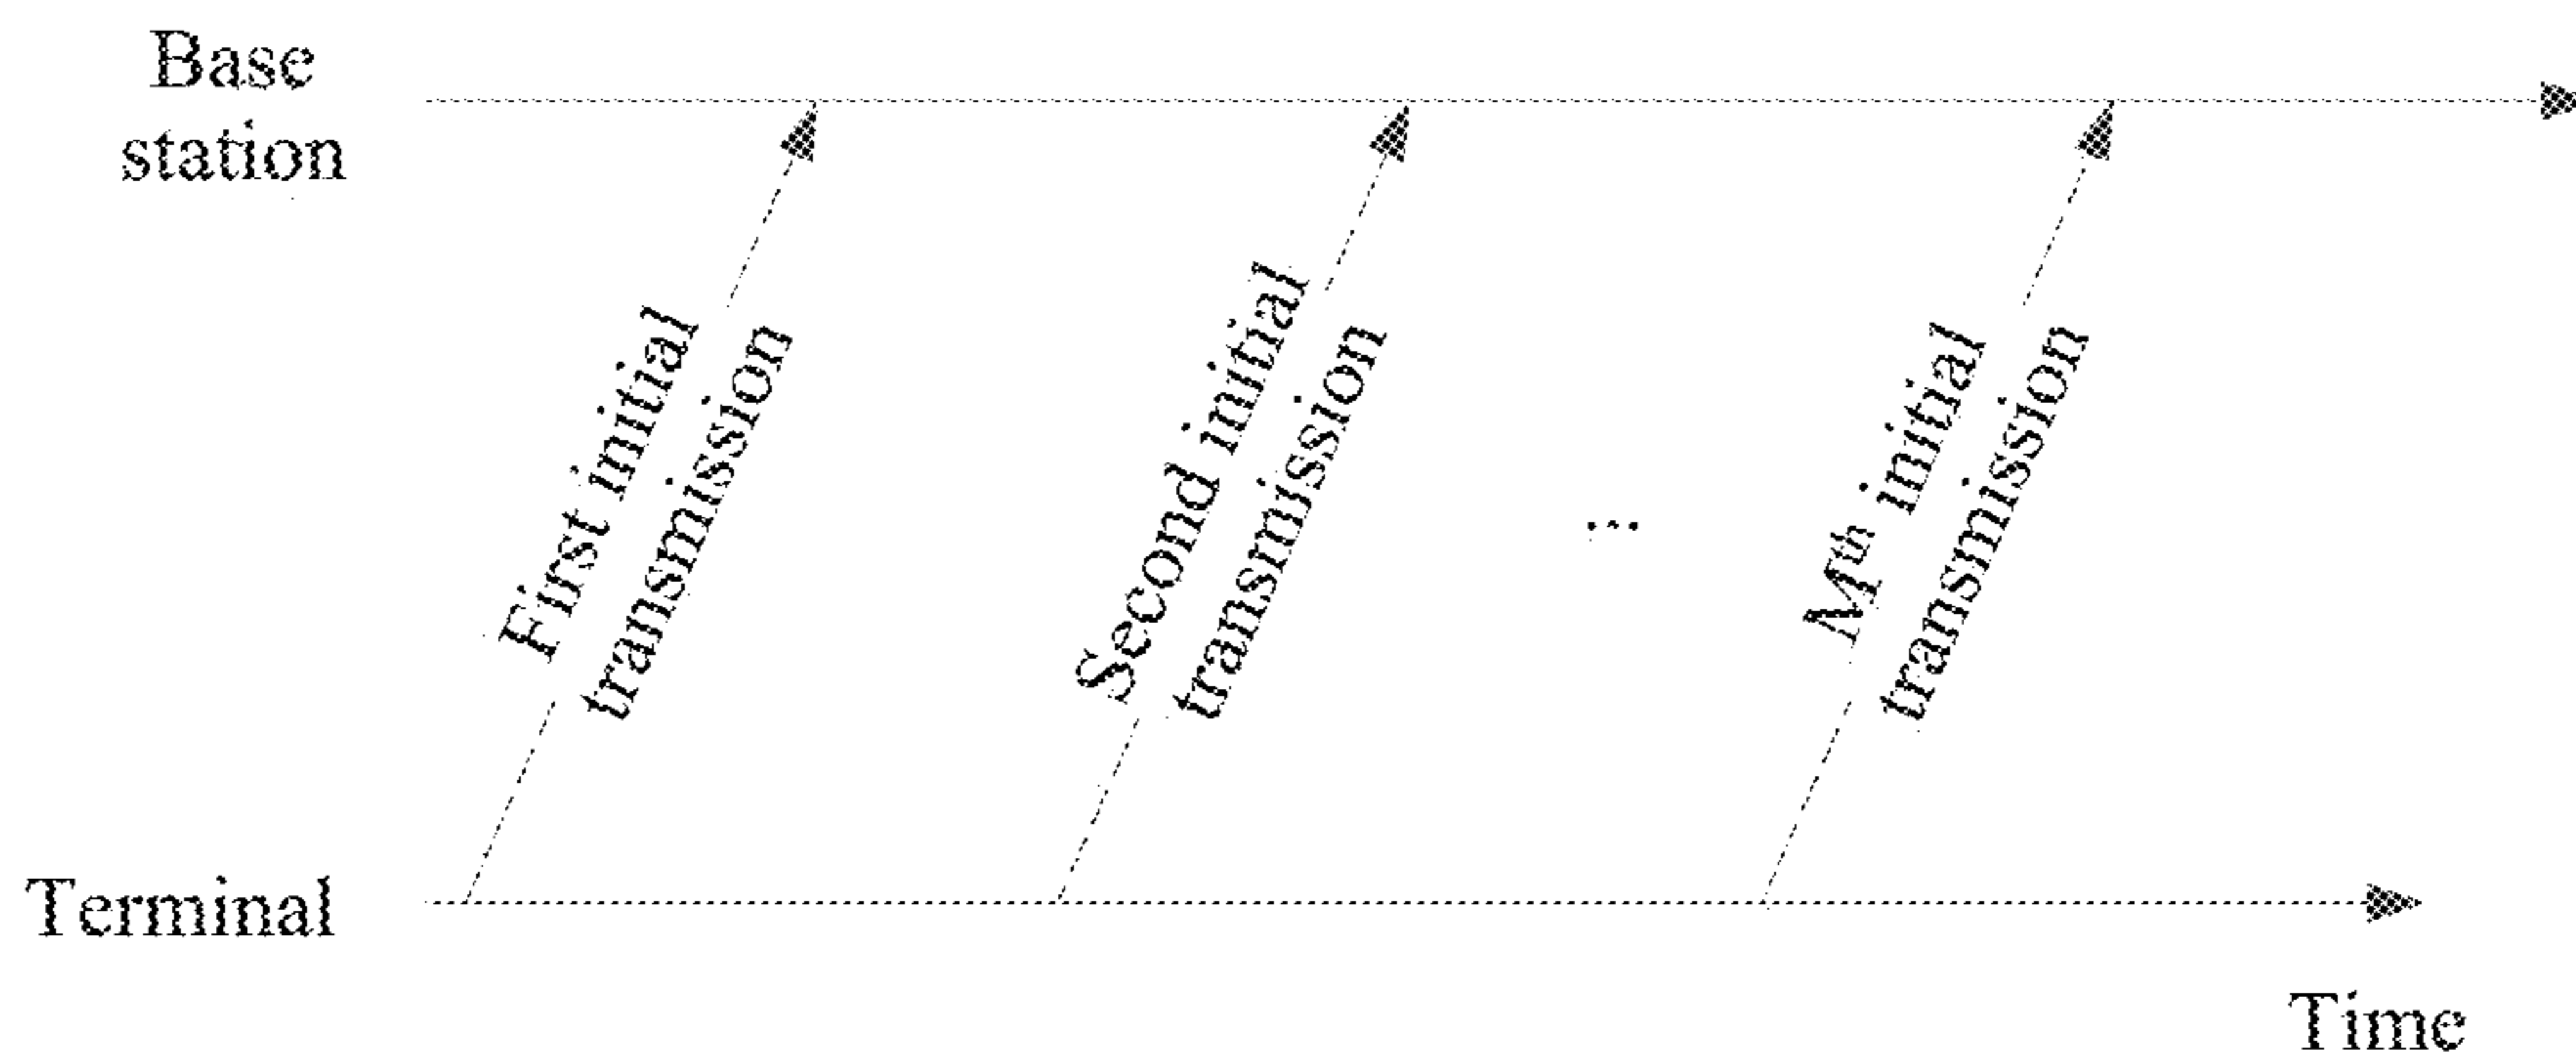 Base
station
First initial
transmission
Second initial
transmission
...
Mth initial
transmission
Terminal
Time